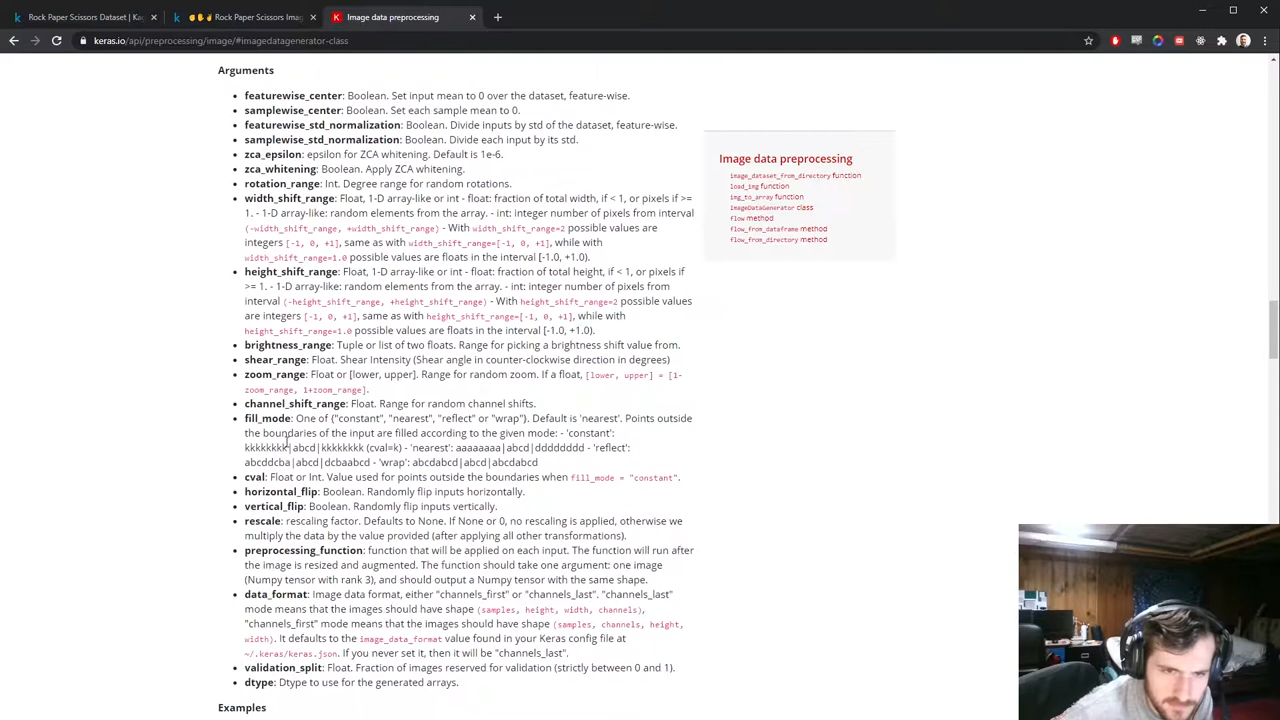 Rock Paper Scissors Dataset | Kag
Rock Paper Scissors Imag
Image data preprocessing
keras.io/api/preprocessing/image/#imagedatagenerator-class
Arguments
featurewise_center: Boolean. Set input mean to 0 over the dataset, feature-wise.
samplewise_center: Boolean. Set each sample mean to 0.
featurewise_std_normalization: Boolean. Divide inputs by std of the dataset, feature-wise.
samplewise_std_normalization: Boolean. Divide each input by its std.
zca_epsilon: epsilon for ZCA whitening. Default is 1e-6.
zca_whitening: Boolean. Apply ZCA whitening.
rotation_range: Int. Degree range for random rotations.
width_shift_range: Float, 1-D array-like or int - float: fraction of total width, if < 1, or pixels if >=
1. - 1-D array-like: random elements from the array. - int: integer number of pixels from interval
(-width_shift_range, +width_shift_range) - With width_shift_range=2 possible values are
integers [-1, 0, +1], same as with width_shift_range=[-1, 0, +1], while with
width_shift_range=1.0 possible values are floats in the interval [-1.0, +1.0).
height_shift_range: Float, 1-D array-like or int - float: fraction of total height, if < 1, or pixels if
>= 1. - 1-D array-like: random elements from the array. - int: integer number of pixels from
interval (-height_shift_range, +height_shift_range) - With height_shift_range=2 possible values
are integers [-1, 0, +1], same as with height_shift_range=[-1, 0, +1], while with
height_shift_range=1.0 possible values are floats in the interval [-1.0, +1.0).
brightness_range: Tuple or list of two floats. Range for picking a brightness shift value from.
shear_range: Float. Shear Intensity (Shear angle in counter-clockwise direction in degrees)
zoom_range: Float or [lower, upper]. Range for random zoom. If a float, [lower, upper] = [1-
zoom_range, 1+zoom_range].
channel_shift_range: Float. Range for random channel shifts.
fill_mode: One of {"constant", "nearest", "reflect" or "wrap"}. Default is 'nearest'. Points outside
the boundaries of the input are filled according to the given mode: - 'constant':
kkkkkkkk|abcd|kkkkkkkk (cval=k) - 'nearest': aaaaaaaa|abcd|dddddddd - 'reflect':
abcddcba|abcd|dcbaabcd - 'wrap': abcdabcd|abcd|abcdabcd
cval: Float or Int. Value used for points outside the boundaries when fill_mode = "constant".
horizontal_flip: Boolean. Randomly flip inputs horizontally.
vertical_flip: Boolean. Randomly flip inputs vertically.
rescale: rescaling factor. Defaults to None. If None or 0, no rescaling is applied, otherwise we
multiply the data by the value provided (after applying all other transformations).
preprocessing_function: function that will be applied on each input. The function will run after
the image is resized and augmented. The function should take one argument: one image
(Numpy tensor with rank 3), and should output a Numpy tensor with the same shape.
data_format: Image data format, either "channels_first" or "channels_last". "channels_last"
mode means that the images should have shape (samples, height, width, channels),
"channels_first" mode means that the images should have shape (samples, channels, height,
width). It defaults to the image_data_format value found in your Keras config file at
~/.keras/keras.json. If you never set it, then it will be "channels_last".
validation_split: Float. Fraction of images reserved for validation (strictly between 0 and 1).
dtype: Dtype to use for the generated arrays.
Examples
Image data preprocessing
image_dataset_from_directory function
load_img function
img_to_array function
ImageDataGenerator class
flow method
flow_from_dataframe method
flow_from_directory method